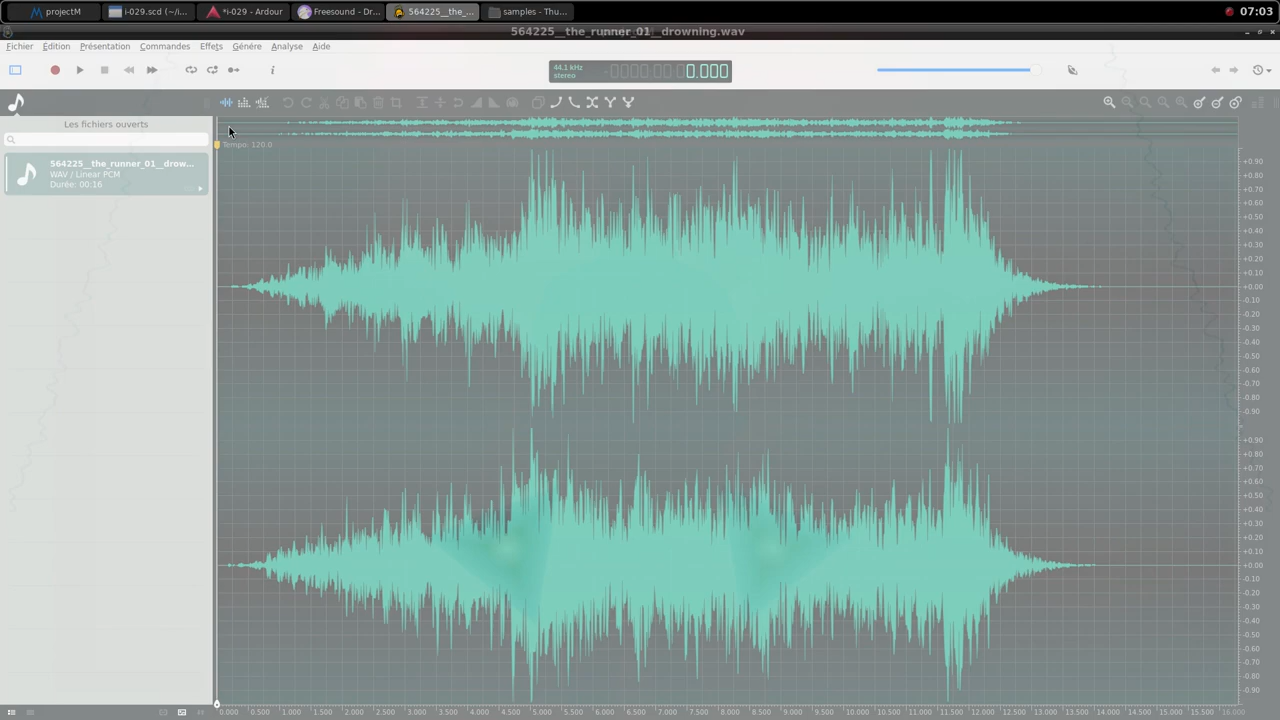 projectM
i-029.scd (~/i...
*i-029 - Ardour
Freesound - Dr...
564225__the_...
samples - Thu...
07:03
564225__the_runner_01__drowning.wav
Fichier
Édition
Présentation
Commandes
Effets
Génére
Analyse
Aide
44.1 kHz
stereo
0.000
Les fichiers ouverts
564225__the_runner_01__drow...
WAV / Linear PCM
Durée: 00:16
Tempo: 120.0
+0.90
+0.80
+0.70
+0.60
+0.50
+0.40
+0.30
+0.20
+0.10
+0.00
-0.10
-0.20
-0.30
-0.40
-0.50
-0.60
-0.70
-0.80
-0.90
+0.90
+0.80
+0.70
+0.60
+0.50
+0.40
+0.30
+0.20
+0.10
+0.00
-0.10
-0.20
-0.30
-0.40
-0.50
-0.60
-0.70
-0.80
-0.90
0.000 0.500 1.000 1.500 2.000 2.500 3.000 3.500 4.000 4.500 5.000 5.500 6.000 6.500 7.000 7.500 8.000 8.500 9.000 9.500 10.000 10.500 11.000 11.500 12.000 12.500 13.000 13.500 14.000 14.500 15.000 15.500 16.000